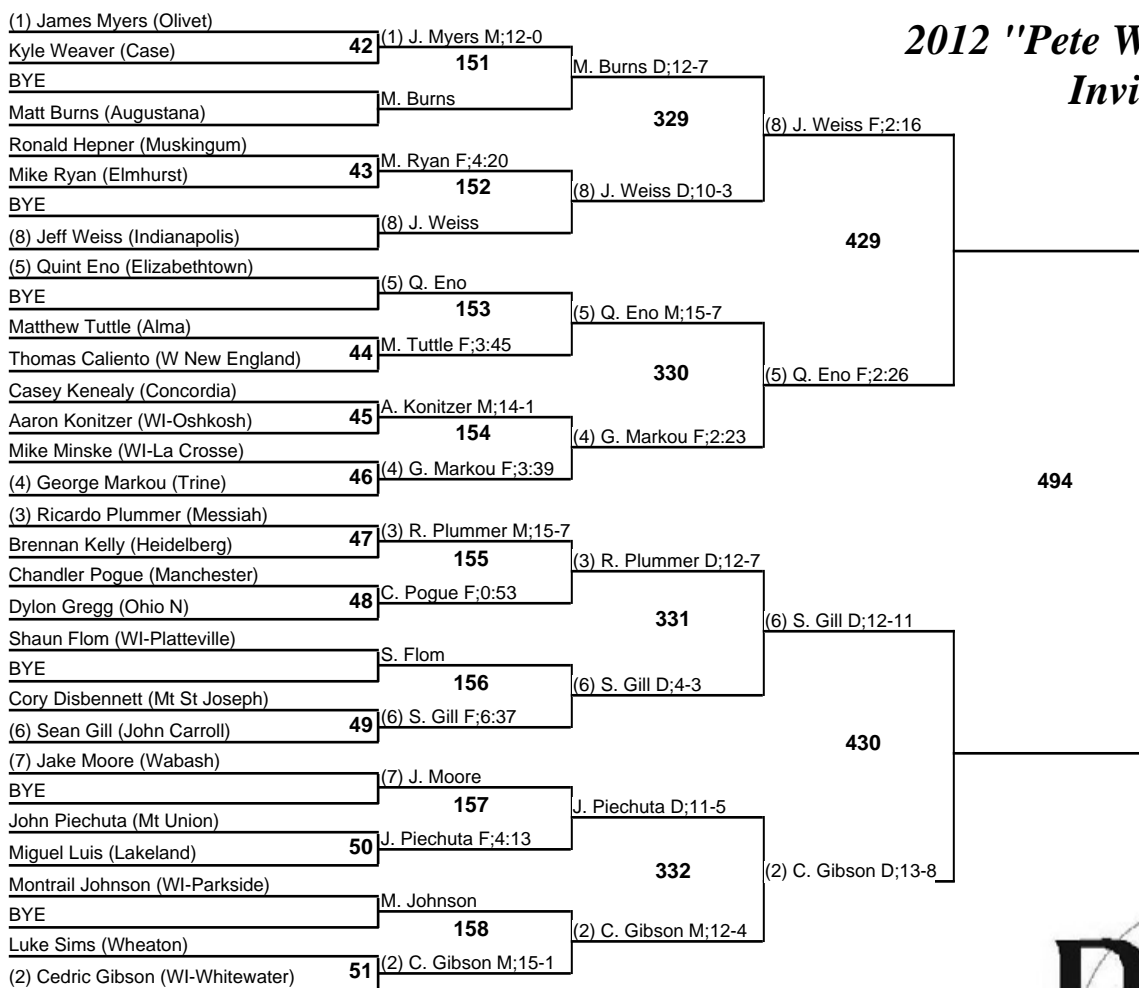 2012 "Pete W
Invi
(1) James Myers (Olivet)
Kyle Weaver (Case)
BYE
Matt Burns (Augustana)
Ronald Hepner (Muskingum)
Mike Ryan (Elmhurst)
BYE
(8) Jeff Weiss (Indianapolis)
(5) Quint Eno (Elizabethtown)
BYE
Matthew Tuttle (Alma)
Thomas Caliento (W New England)
Casey Kenealy (Concordia)
Aaron Konitzer (WI-Oshkosh)
Mike Minske (WI-La Crosse)
(4) George Markou (Trine)
(3) Ricardo Plummer (Messiah)
Brennan Kelly (Heidelberg)
Chandler Pogue (Manchester)
Dylon Gregg (Ohio N)
Shaun Flom (WI-Platteville)
BYE
Cory Disbennett (Mt St Joseph)
(6) Sean Gill (John Carroll)
(7) Jake Moore (Wabash)
BYE
John Piechuta (Mt Union)
Miguel Luis (Lakeland)
Montrail Johnson (WI-Parkside)
BYE
Luke Sims (Wheaton)
(2) Cedric Gibson (WI-Whitewater)
42
43
44
45
46
47
48
49
50
51
(1) J. Myers M;12-0
151
M. Burns
M. Ryan F;4:20
152
(8) J. Weiss
(5) Q. Eno
153
M. Tuttle F;3:45
A. Konitzer M;14-1
154
(4) G. Markou F;3:39
(3) R. Plummer M;15-7
155
C. Pogue F;0:53
S. Flom
156
(6) S. Gill F;6:37
(7) J. Moore
157
J. Piechuta F;4:13
M. Johnson
158
(2) C. Gibson M;15-1
M. Burns D;12-7
329
(8) J. Weiss D;10-3
(5) Q. Eno M;15-7
330
(4) G. Markou F;2:23
(3) R. Plummer D;12-7
331
(6) S. Gill D;4-3
J. Piechuta D;11-5
332
(2) C. Gibson M;12-4
(8) J. Weiss F;2:16
429
(5) Q. Eno F;2:26
(6) S. Gill D;12-11
430
(2) C. Gibson D;13-8
494